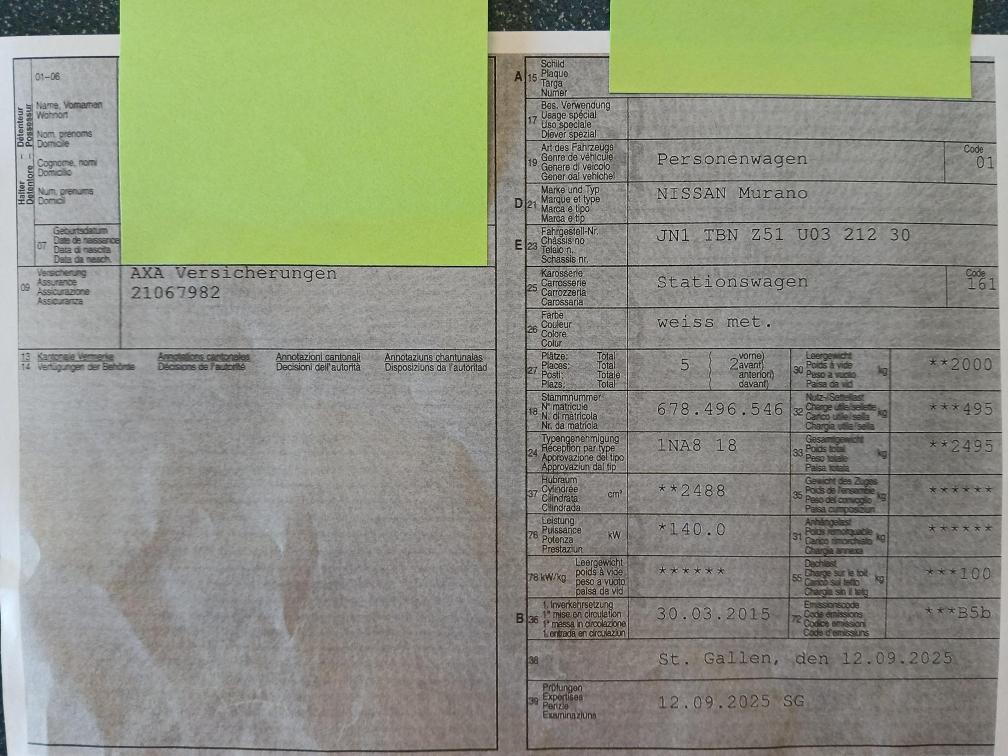 01–06
Halter – Détenteur
Detentore – Possessur
Name, Vornamen
Wohnort
Nom, prénoms
Domicile
Cognome, nomi
Domicilio
Num, prenums
Domicil
07
Geburtsdatum
Date de naissance
Data di nascita
Data da nasch.
09
Versicherung
Assurance
Assicurazione
Assicuranza
AXA Versicherungen
21067982
13 Kantonale Vermerke Annotations cantonales Annotazioni cantonali Annotaziuns chantunalas
14 Verfügungen der Behörde Décisions de l'autorité Decisioni dell'autorità Disposiziuns da l'autoritad
A 15
Schild
Plaque
Targa
Numer
17
Bes. Verwendung
Usage spécial
Uso speciale
Diever spezial
19
Art des Fahrzeugs
Genre de véhicule
Genere di veicolo
Gener dal vehichel
Personenwagen
Code
01
D 21
Marke und Typ
Marque et type
Marca e tipo
Marca e tip
NISSAN Murano
E 23
Fahrgestell-Nr.
Châssis no
Telaio n.
Schassis nr.
JN1 TBN Z51 U03 212 30
25
Karosserie
Carrosserie
Carrozzeria
Carossaria
Stationswagen
Code
161
26
Farbe
Couleur
Colore
Colur
weiss met.
27
Plätze: Total
Places: Total
Posti: Totale
Plazs: Total
5
2
vorne)
avant)
anteriori)
davant)
30
Leergewicht
Poids à vide
Peso a vuoto
Paisa da vid
kg
**2000
18
Stammnummer
N° matricule
N. di matricola
Nr. da matricla
678.496.546
32
Nutz-/Sattellast
Charge utile/sellette
Carico utile/sella
Chargia utila/sella
kg
***495
24
Typengenehmigung
Réception par type
Approvazione del tipo
Approvaziun dal tip
1NA8 18
33
Gesamtgewicht
Poids total
Peso totale
Paisa totala
kg
**2495
37
Hubraum
Cylindrée
Cilindrata
Cilindrada
cm³
**2488
35
Gewicht des Zuges
Poids de l'ensemble
Peso del convoglio
Paisa cumposiziun
kg
******
76
Leistung
Puissance
Potenza
Prestaziun
kW
*140.0
31
Anhängelast
Poids remorquable
Carico rimorchiato
Chargia annexa
kg
******
78 kW/kg
Leergewicht
poids à vide
peso a vuoto
paisa da vid
******
55
Dachlast
Charge sur le toit
Carico sul tetto
Chargia sin il tetg
kg
***100
B 36
1. Inverkehrsetzung
1re mise en circulation
1a messa in circolazione
1. entrada en circulaziun
30.03.2015
72
Emissionscode
Code émissions
Codice emissioni
Code d'emissiuns
***B5b
38
St. Gallen, den 12.09.2025
39
Prüfungen
Expertises
Perizie
Examinaziuns
12.09.2025 SG